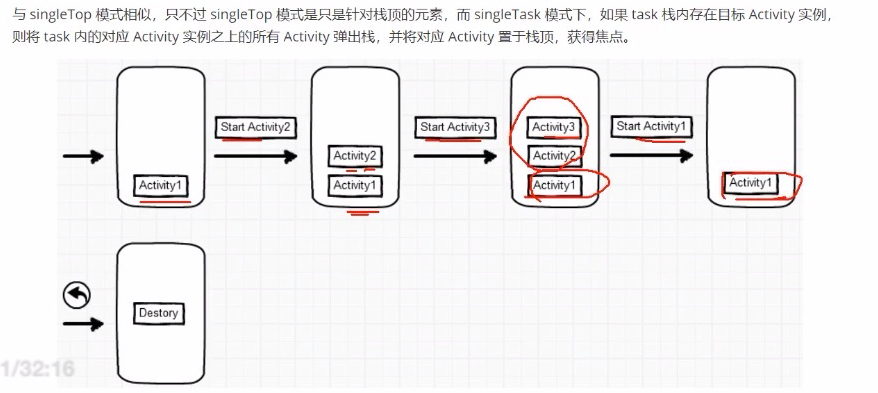 与 singleTop 模式相似，只不过 singleTop 模式是只是针对栈顶的元素，而 singleTask 模式下，如果 task 栈内存在目标 Activity 实例，
则将 task 内的对应 Activity 实例之上的所有 Activity 弹出栈，并将对应 Activity 置于栈顶，获得焦点。
Start Activity2
Start Activity3
Activity3
Start Activity1
Activity2
Activity2
Activity1
Activity1
Activity1
Activity1
Destory
1/32:16